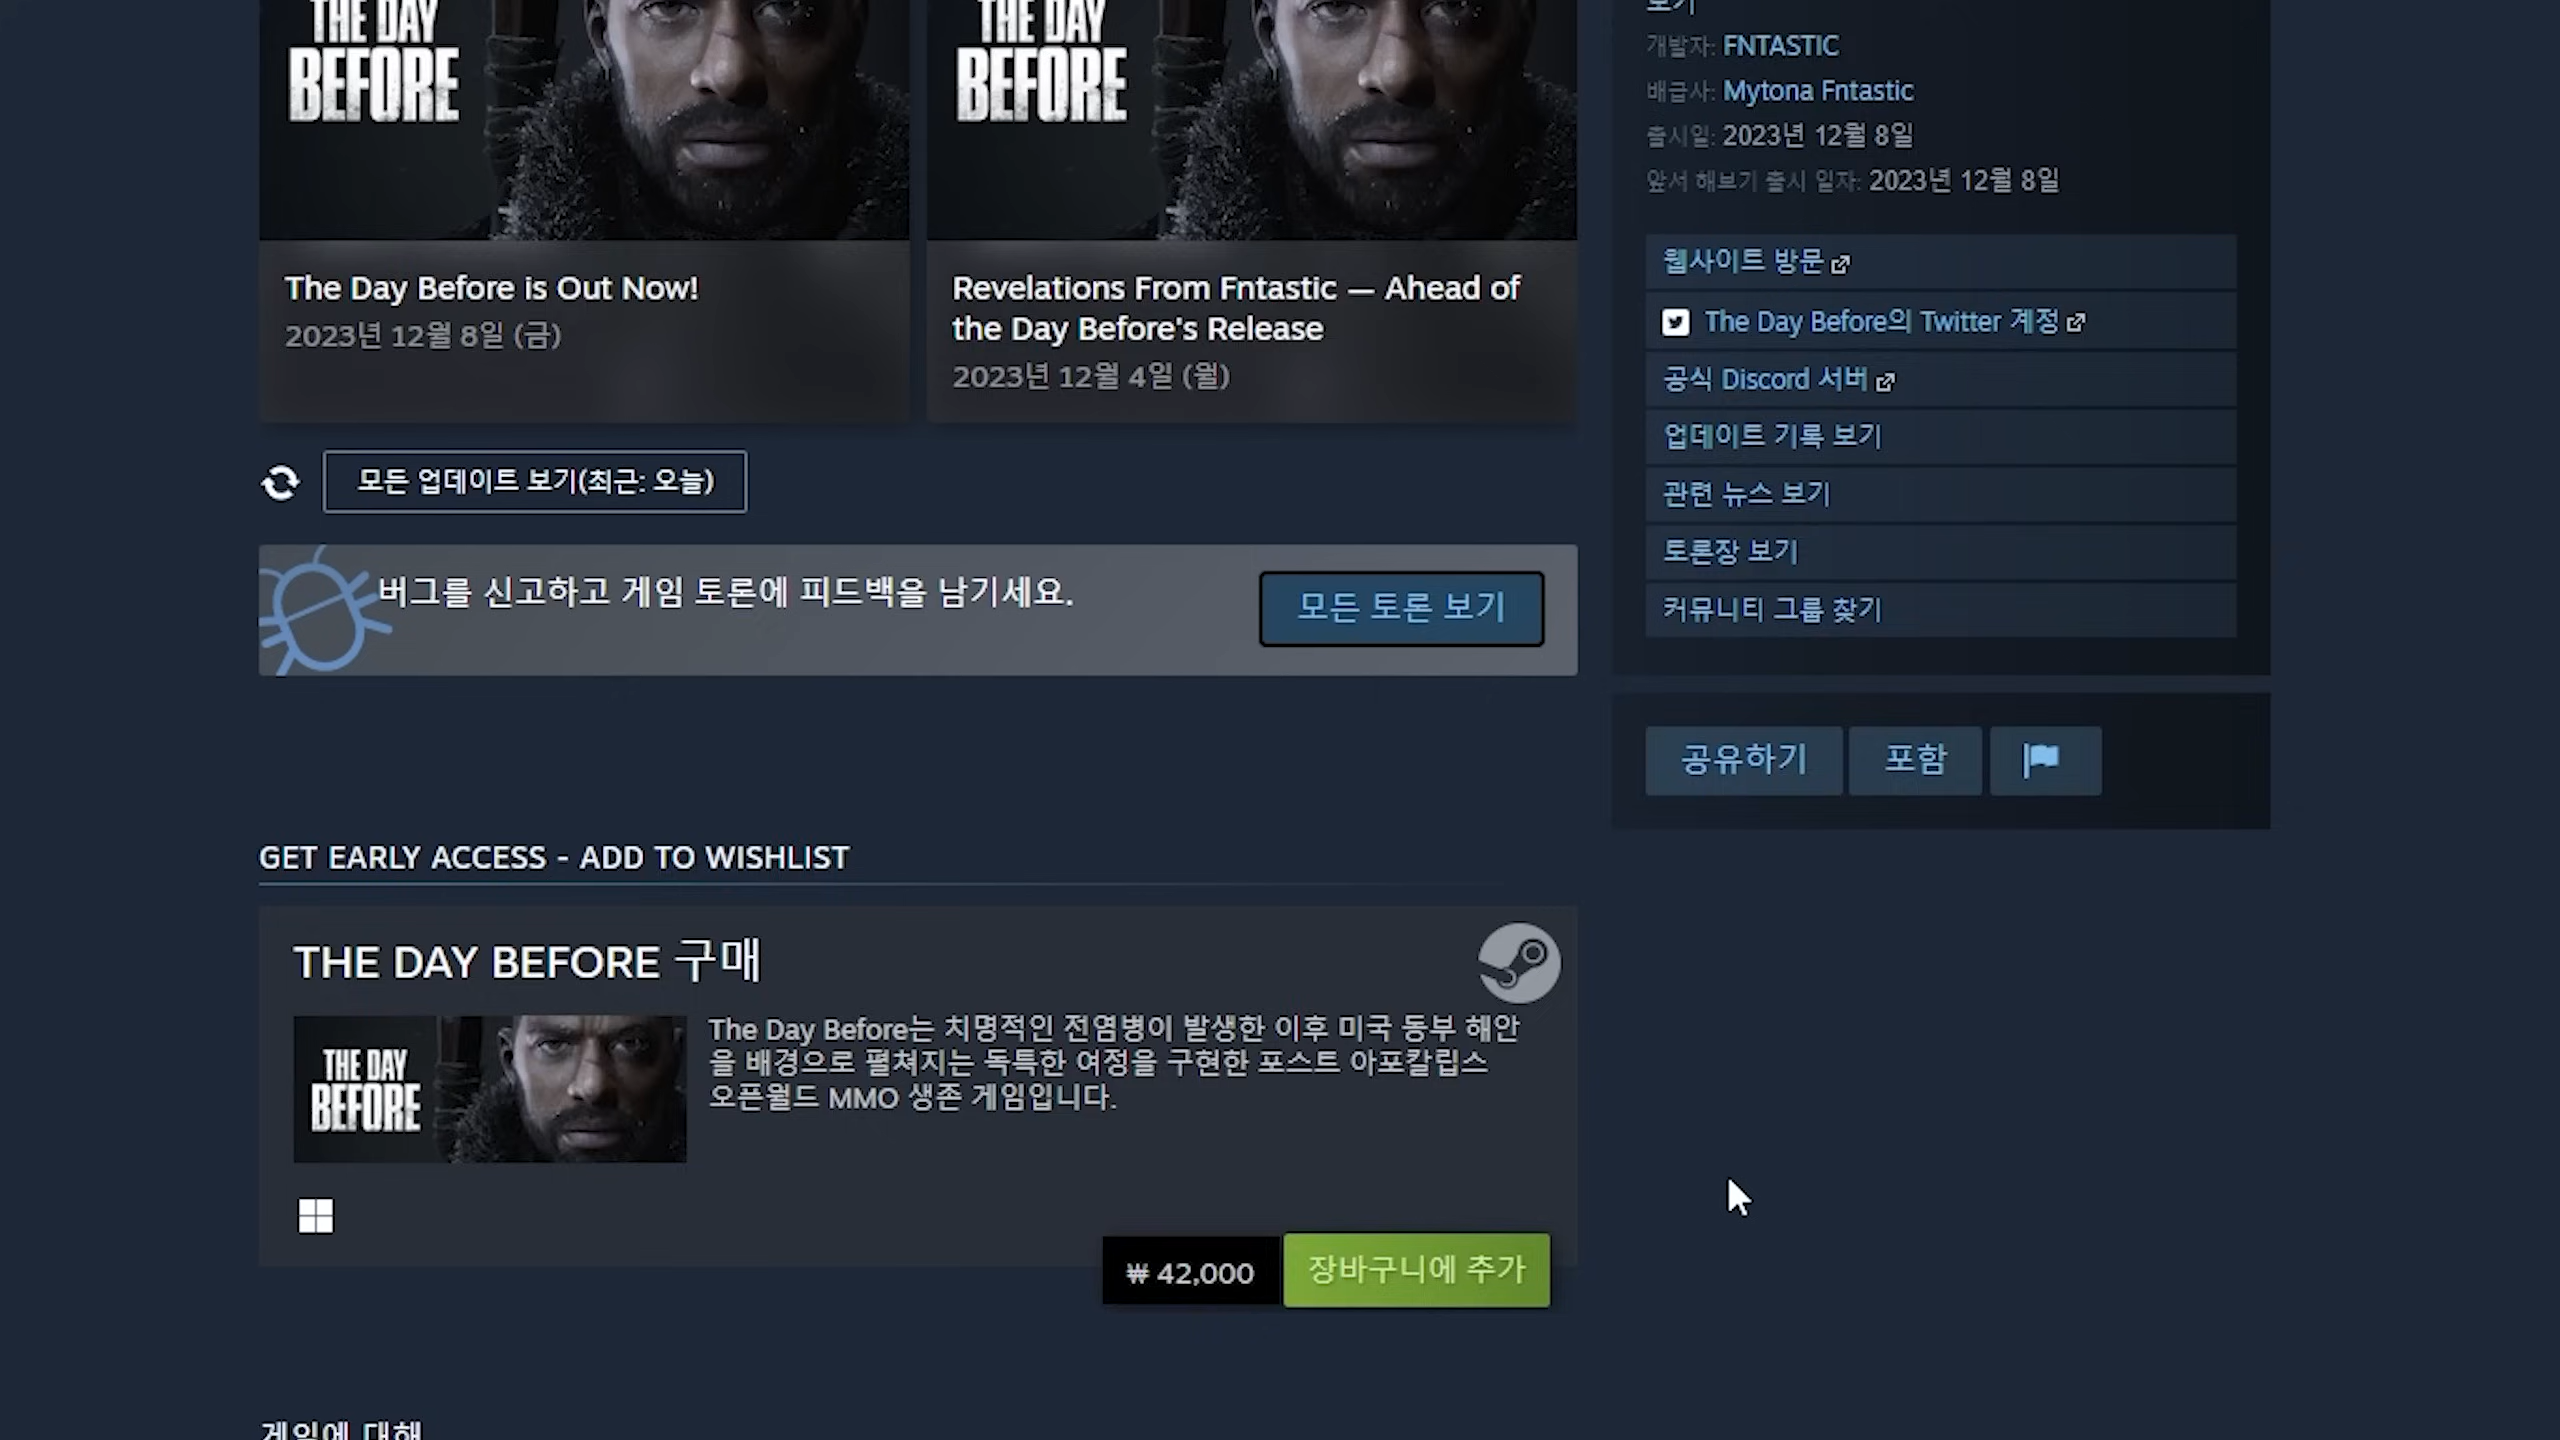 THE DAY
BEFORE
The Day Before is Out Now!
2023년 12월 8일 (금)
THE DAY
BEFORE
Revelations From Fntastic — Ahead of
the Day Before's Release
2023년 12월 4일 (월)
모든 업데이트 보기(최근: 오늘)
버그를 신고하고 게임 토론에 피드백을 남기세요.
모든 토론 보기
GET EARLY ACCESS - ADD TO WISHLIST
THE DAY BEFORE 구매
THE DAY
BEFORE
The Day Before는 치명적인 전염병이 발생한 이후 미국 동부 해안
을 배경으로 펼쳐지는 독특한 여정을 구현한 포스트 아포칼립스
오픈월드 MMO 생존 게임입니다.
₩ 42,000
장바구니에 추가
게임에 대해
보기
개발자: FNTASTIC
배급사: Mytona Fntastic
출시일: 2023년 12월 8일
앞서 해보기 출시 일자: 2023년 12월 8일
웹사이트 방문
The Day Before의 Twitter 계정
공식 Discord 서버
업데이트 기록 보기
관련 뉴스 보기
토론장 보기
커뮤니티 그룹 찾기
공유하기
포함